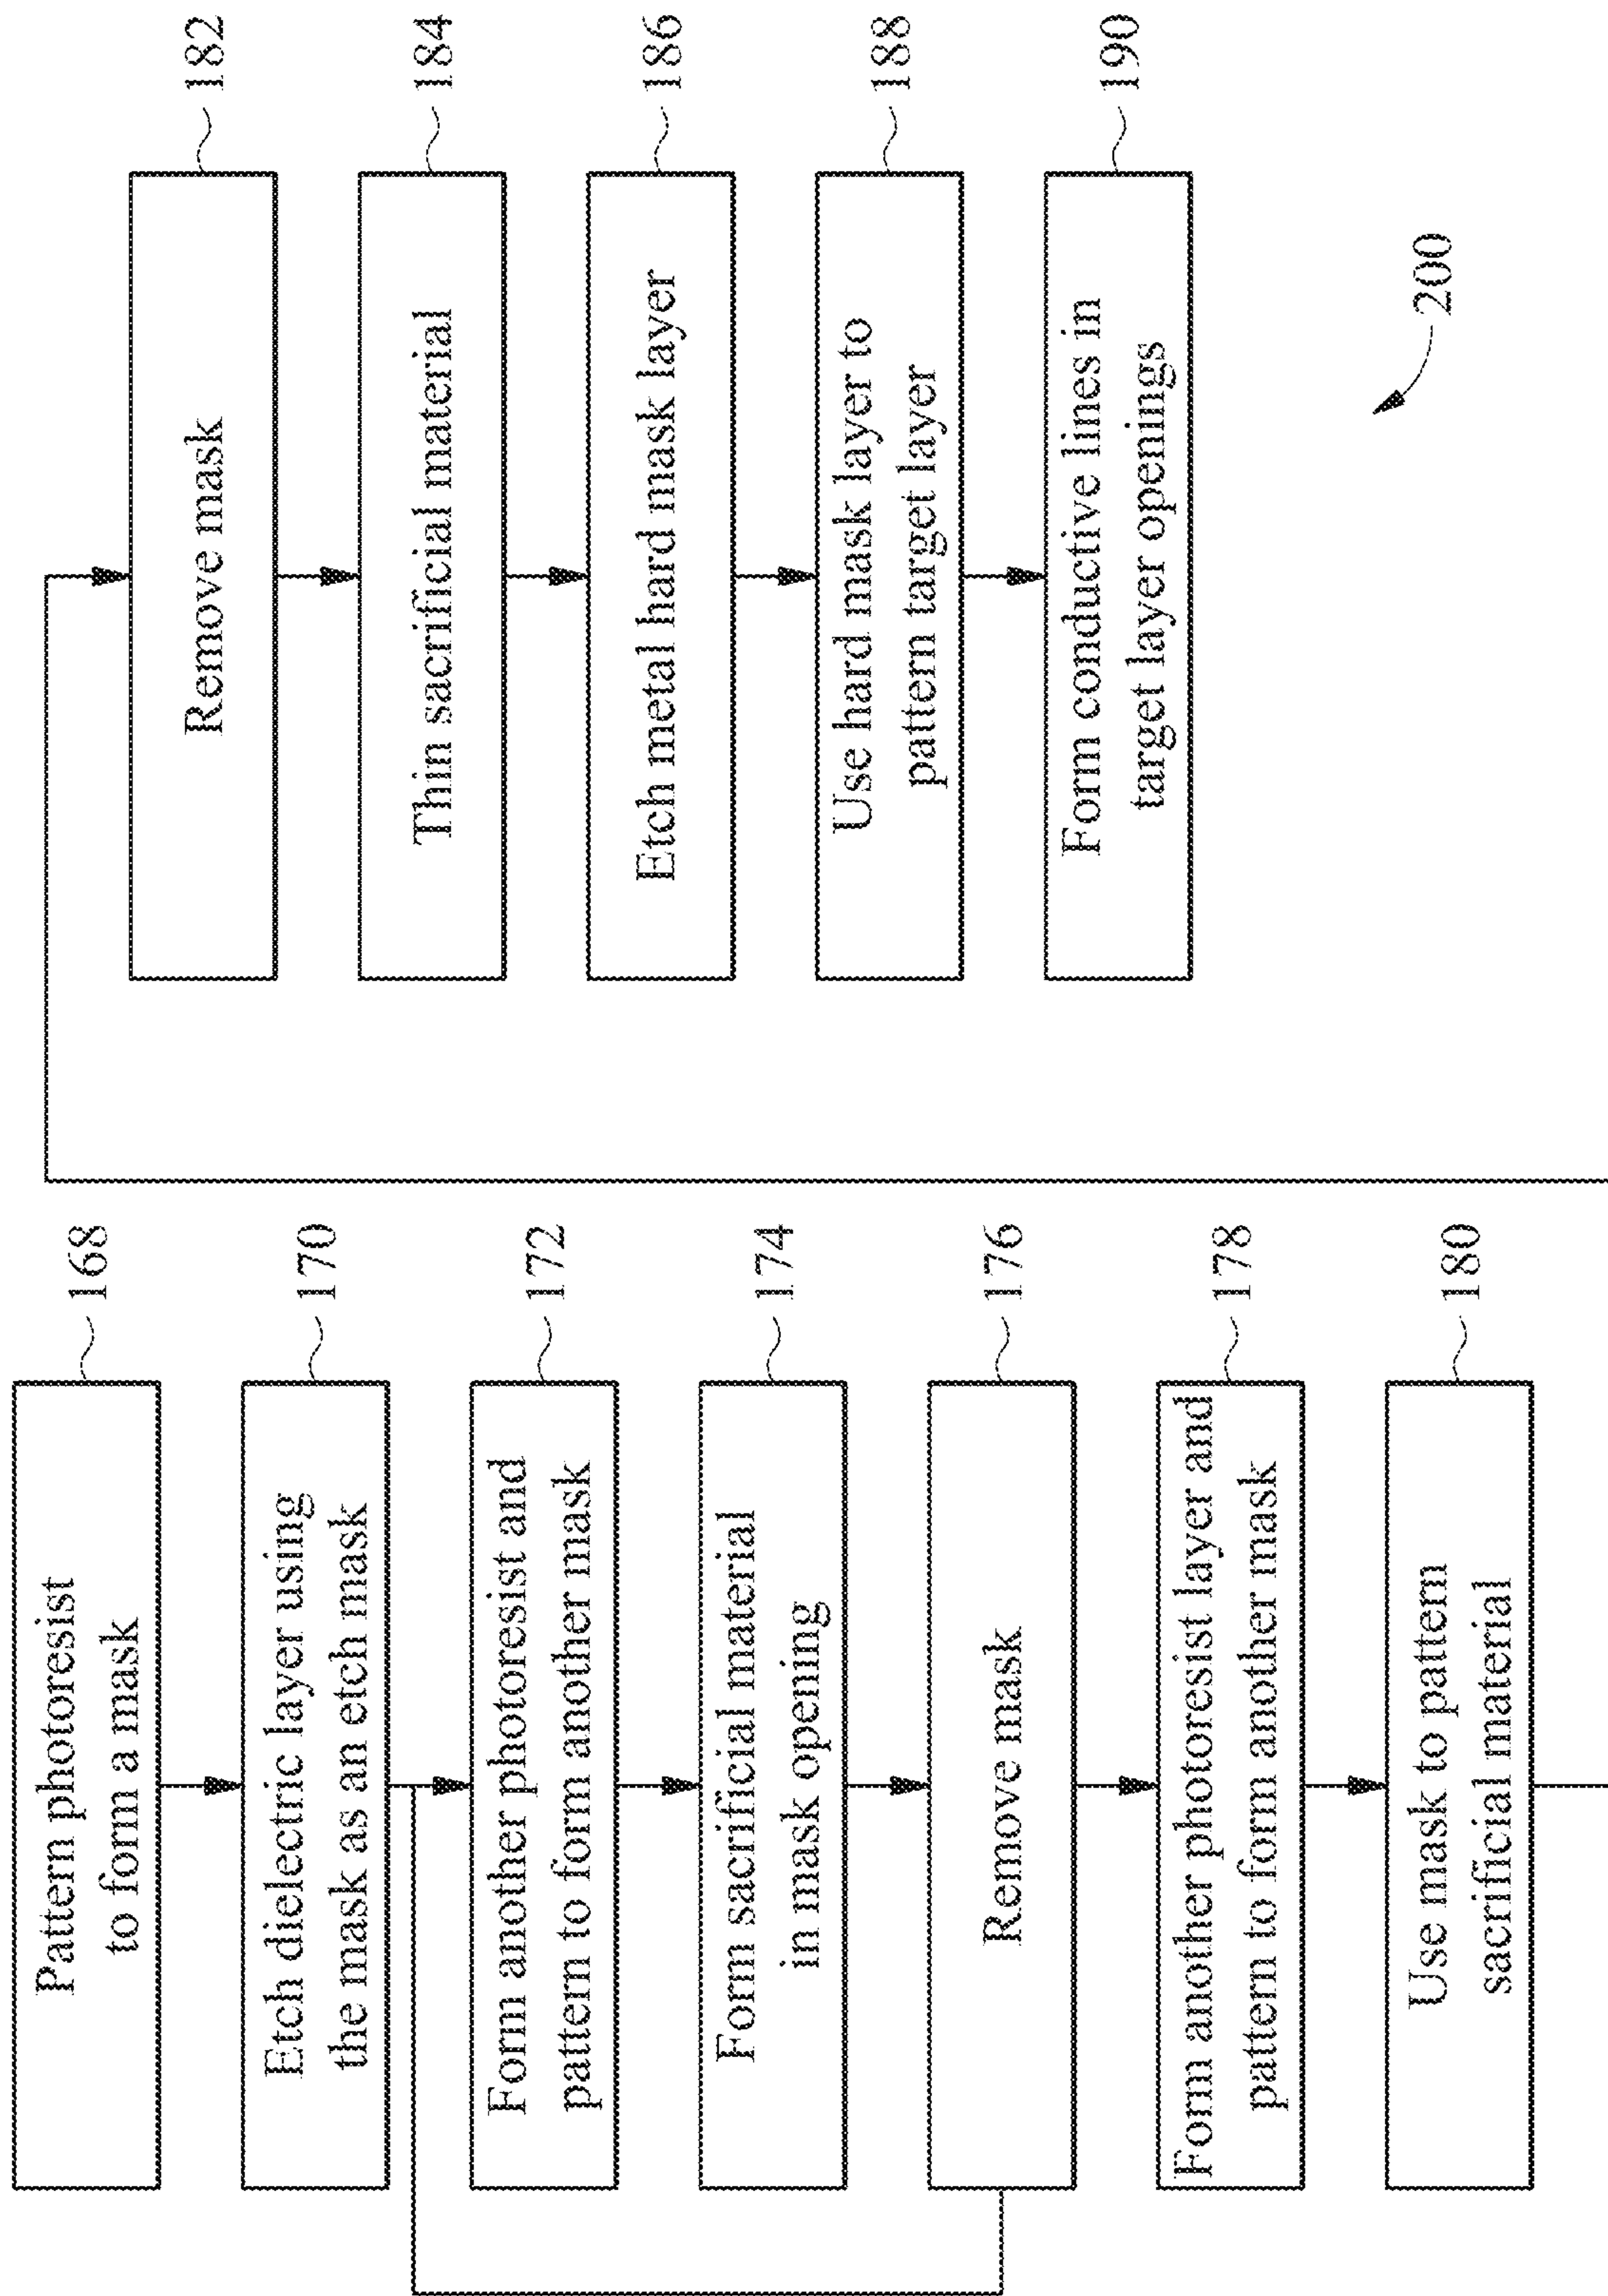 Pattern photoresist
to form a mask
168
Etch dielectric layer using
the mask as an etch mask
170
Form another photoresist and
pattern to form another mask
172
Form sacrificial material
in mask opening
174
Remove mask
176
Form another photoresist layer and
pattern to form another mask
178
Use mask to pattern
sacrificial material
180
Remove mask
182
Thin sacrificial material
184
Etch metal hard mask layer
186
Use hard mask layer to
pattern target layer
188
Form conductive lines in
target layer openings
190
200